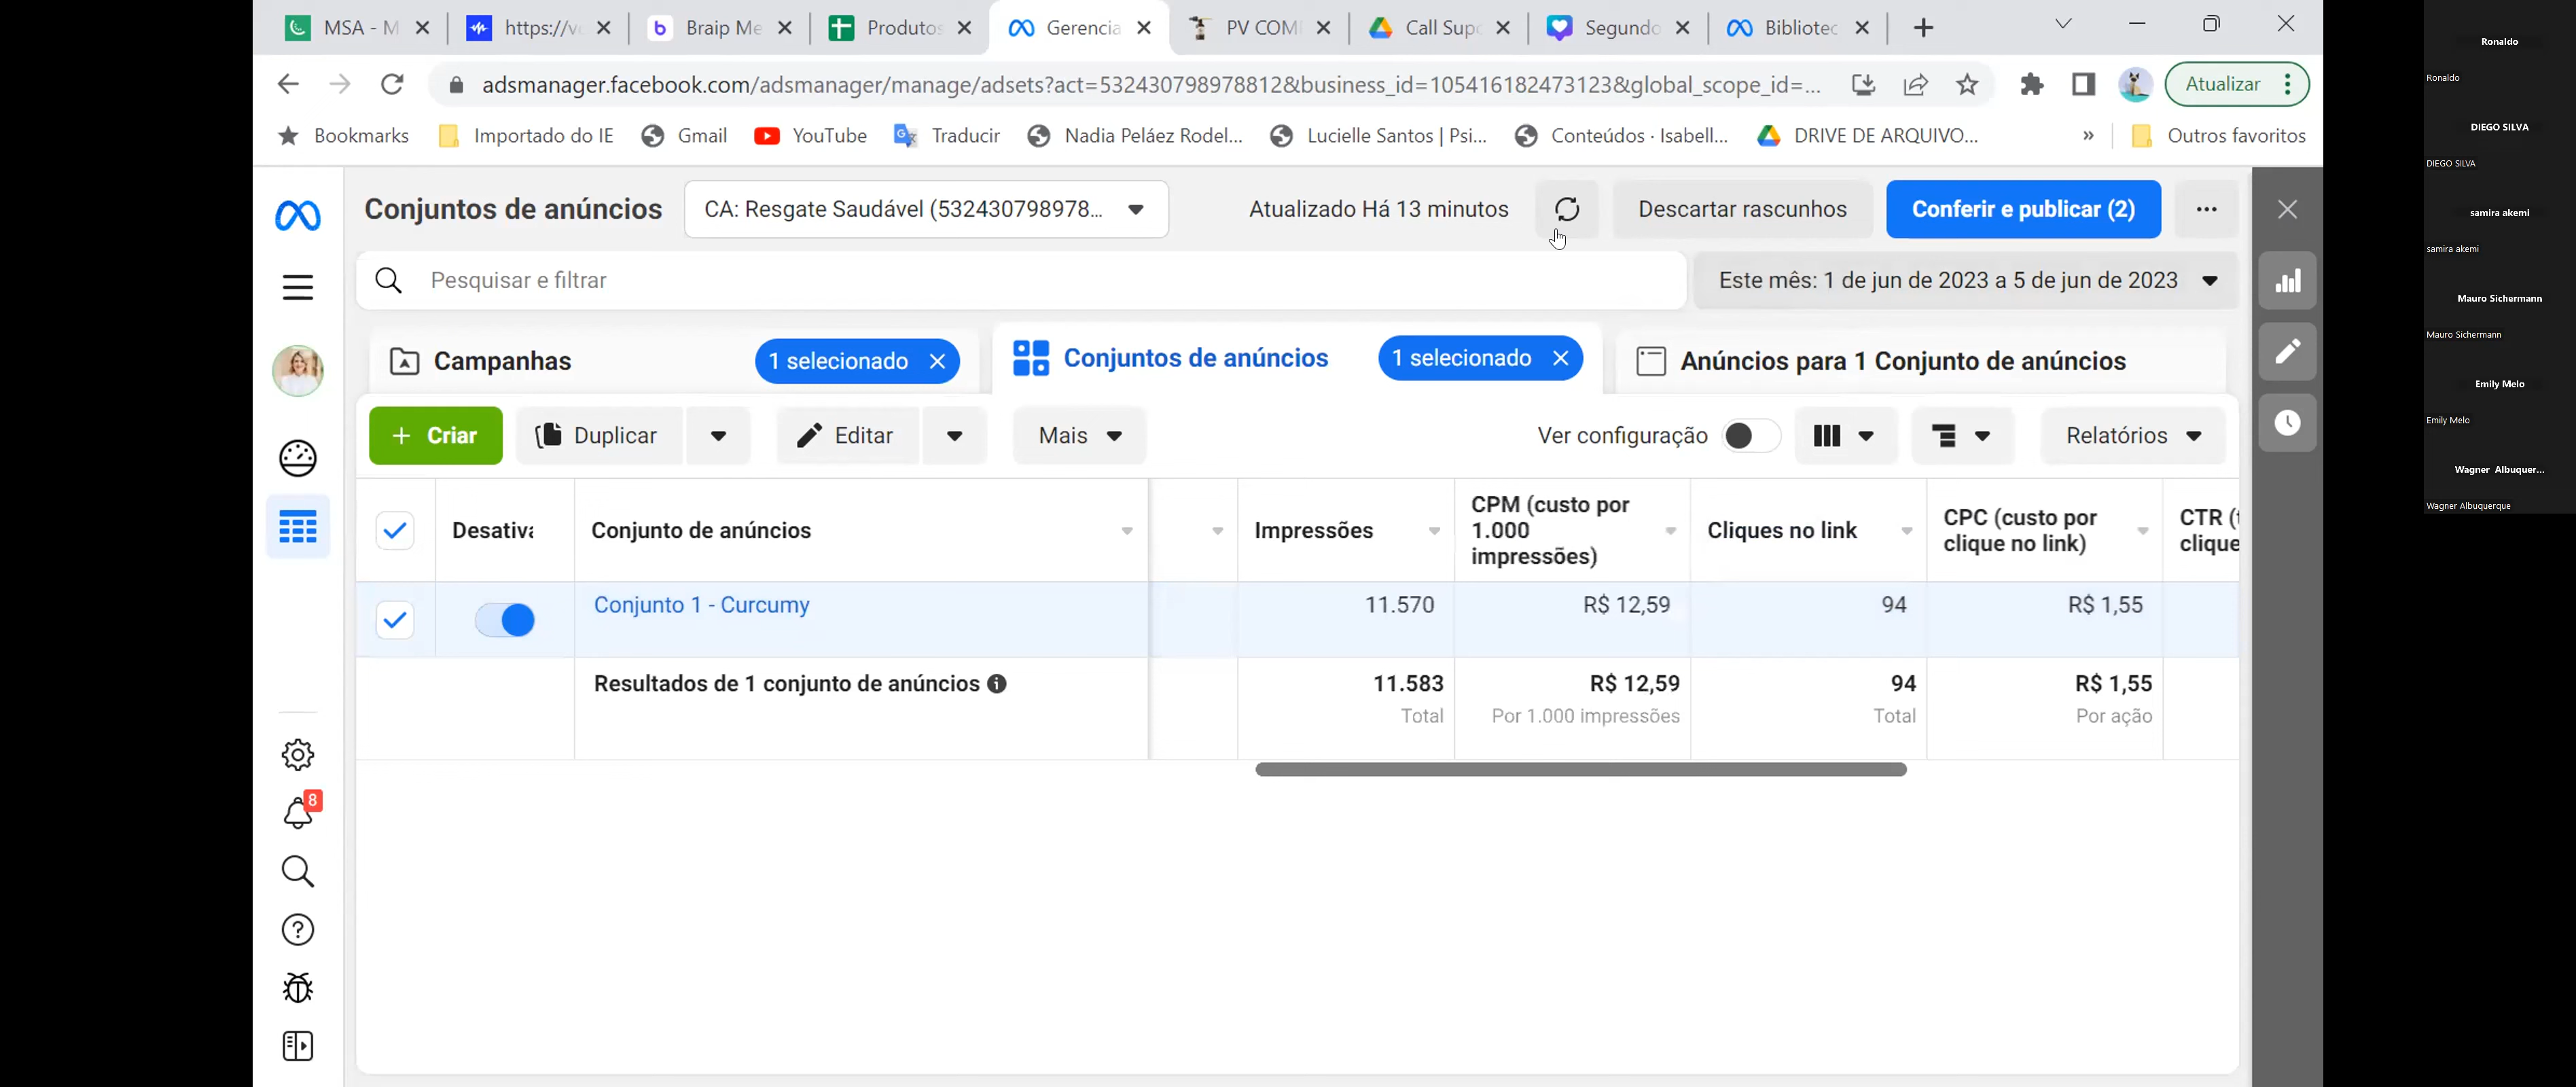 MSA - M
https://v
Braip Me
Produtos
Gerencia
PV COM
Call Supo
Segundo
Bibliotec
adsmanager.facebook.com/adsmanager/manage/adsets?act=532430798978812&business_id=105416182473123&global_scope_id=...
Atualizar
Bookmarks
Importado do IE
Gmail
YouTube
Traducir
Nadia Peláez Rodel...
Lucielle Santos | Psi...
Conteúdos · Isabell...
DRIVE DE ARQUIVO...
»
Outros favoritos
Conjuntos de anúncios
CA: Resgate Saudável (532430798978...
Atualizado Há 13 minutos
Descartar rascunhos
Conferir e publicar (2)
Pesquisar e filtrar
Este mês: 1 de jun de 2023 a 5 de jun de 2023
Campanhas
1 selecionado
Conjuntos de anúncios
1 selecionado
Anúncios para 1 Conjunto de anúncios
+ Criar
Duplicar
Editar
Mais
Ver configuração
Relatórios
Desativa
Conjunto de anúncios
Impressões
CPM (custo por
1.000
impressões)
Cliques no link
CPC (custo por
clique no link)
CTR (t
clique
Conjunto 1 - Curcumy
11.570
R$ 12,59
94
R$ 1,55
Resultados de 1 conjunto de anúncios
11.583
R$ 12,59
94
R$ 1,55
Total
Por 1.000 impressões
Total
Por ação
8
Ronaldo
Ronaldo
DIEGO SILVA
DIEGO SILVA
samira akemi
samira akemi
Mauro Sichermann
Mauro Sichermann
Emily Melo
Emily Melo
Wagner Albuquer...
Wagner Albuquerque